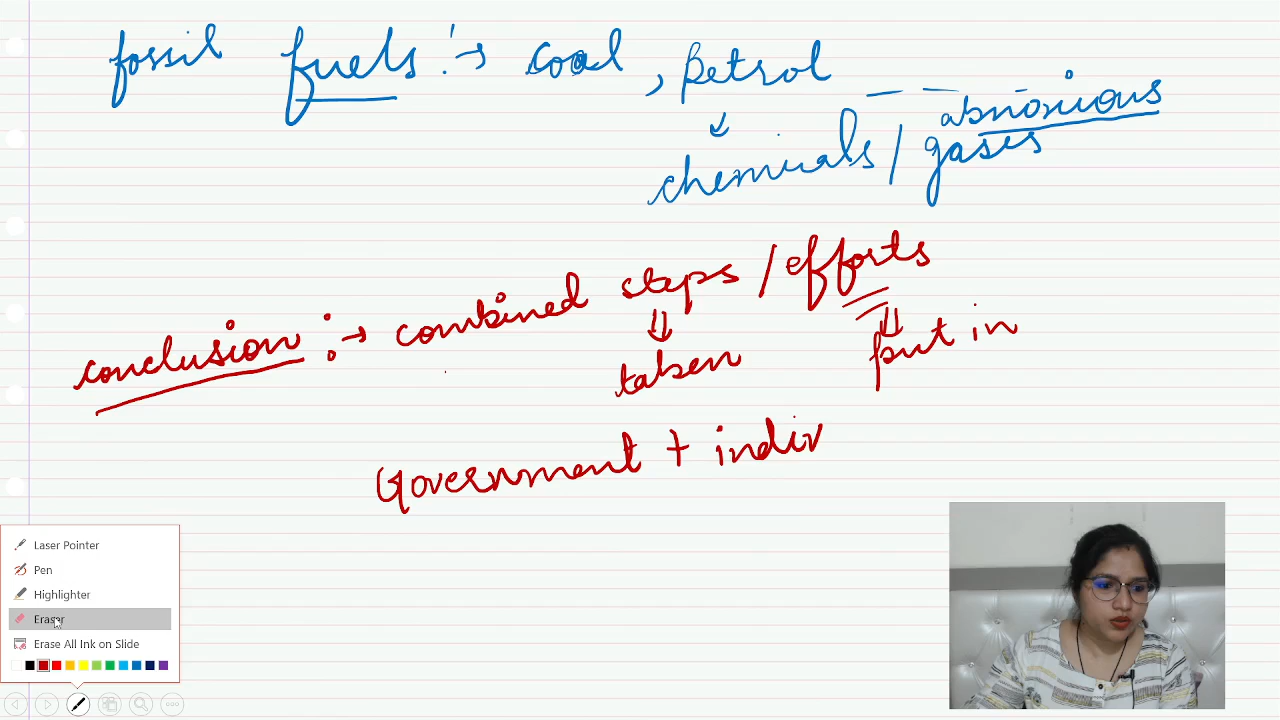 fossil fuels :→ coal, Petrol _ _ _
abnoxious
↓ chemicals / gases
conclusion :→ combined steps / efforts
⇓ ⇓
taken put in
Government + indiv
Laser Pointer
Pen
Highlighter
Eraser
Erase All Ink on Slide